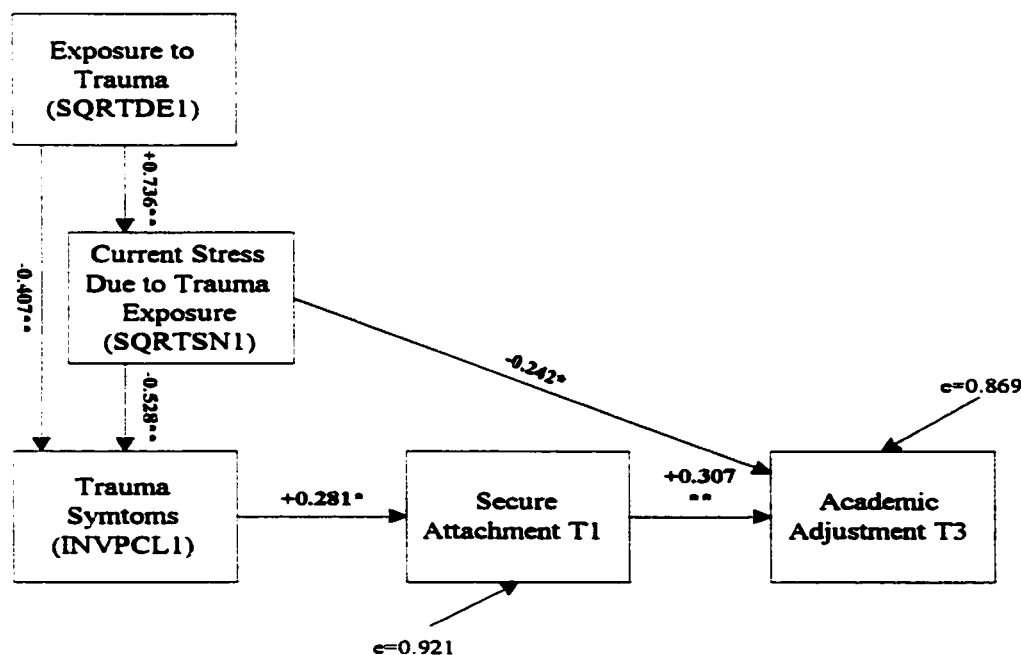 Exposure to
Trauma
(SQRTDE1)
+0.736**
-0.407**
Current Stress
Due to Trauma
Exposure
(SQRTSN1)
-0.528**
-0.242*
e=0.869
Trauma
Symtoms
(INVPCL1)
+0.281*
Secure
Attachment T1
+0.307
**
Academic
Adjustment T3
e=0.921